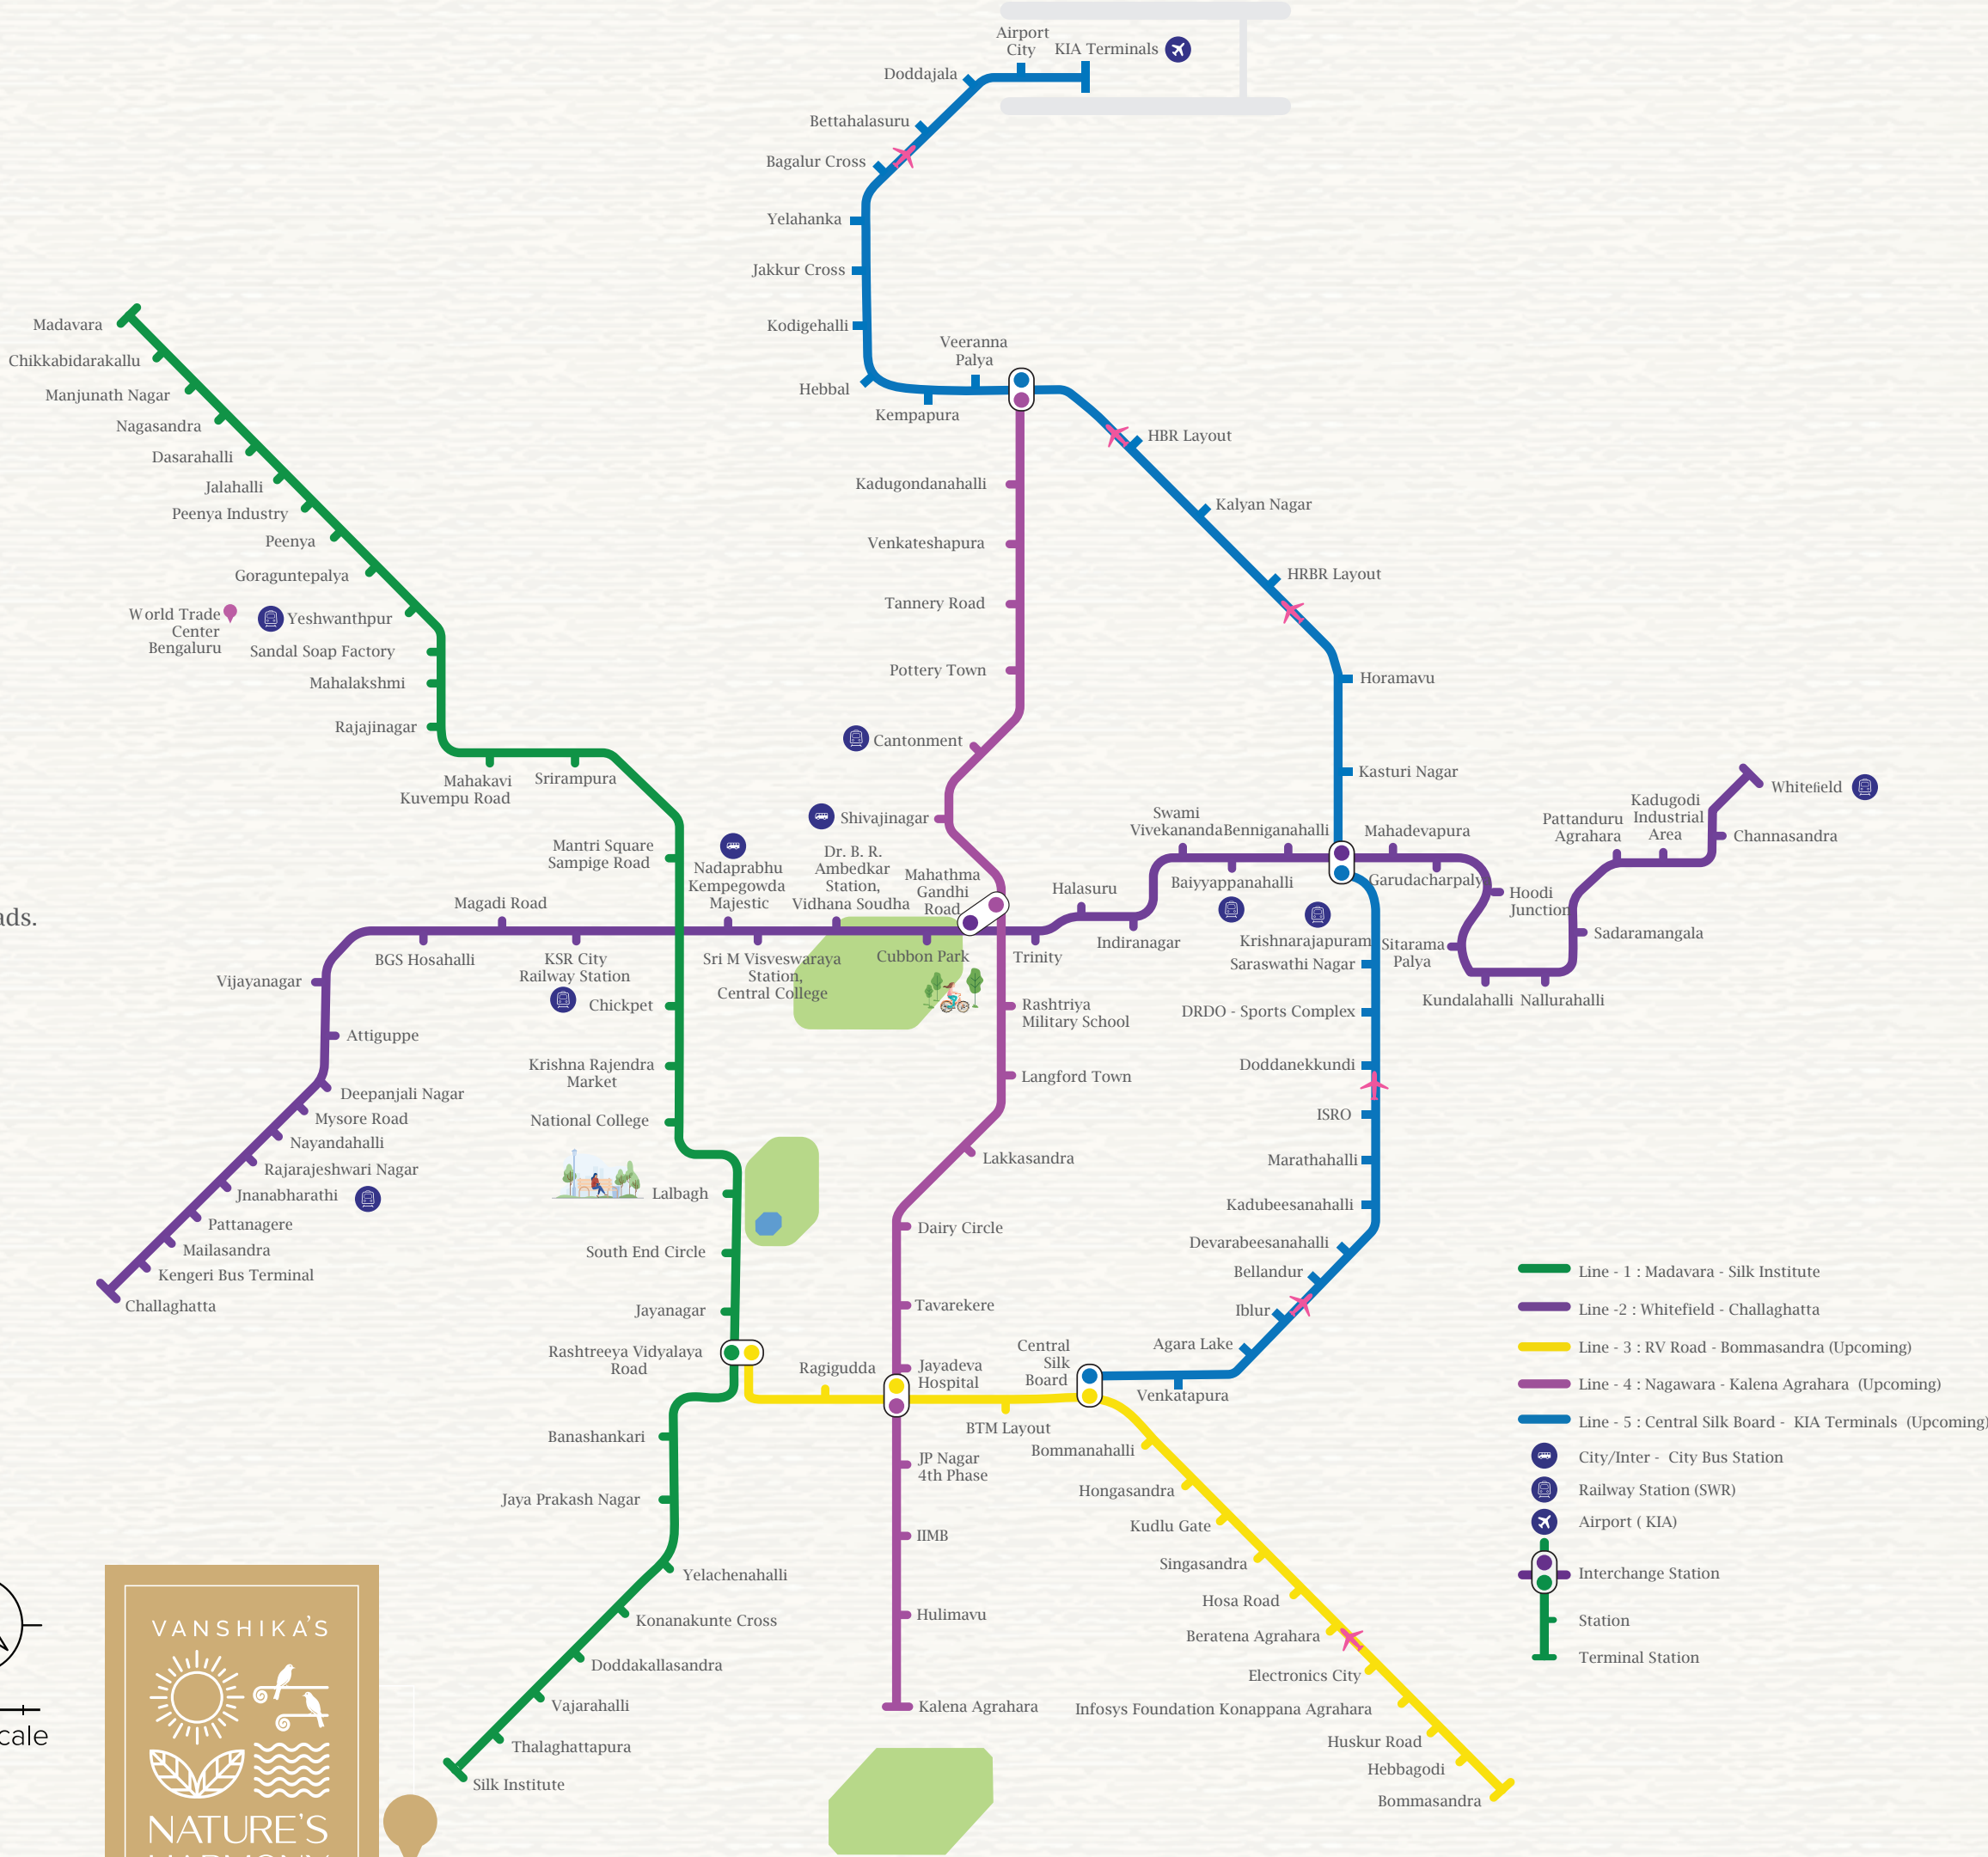 Airport
City
KIA Terminals
Doddajala
Bettahalasuru
Bagalur Cross
Yelahanka
Jakkur Cross
Kodigehalli
Veeranna
Palya
Hebbal
Kempapura
HBR Layout
Kalyan Nagar
HRBR Layout
Horamavu
Kasturi Nagar
Madavara
Chikkabidarakallu
Manjunath Nagar
Nagasandra
Dasarahalli
Jalahalli
Peenya Industry
Peenya
Goraguntepalya
World Trade
Center
Bengaluru
Yeshwanthpur
Sandal Soap Factory
Mahalakshmi
Rajajinagar
Mahakavi
Kuvempu Road
Srirampura
Mantri Square
Sampige Road
Kadugondanahalli
Venkateshapura
Tannery Road
Pottery Town
Cantonment
Shivajinagar
Nadaprabhu
Kempegowda
Majestic
Dr. B. R.
Ambedkar
Station,
Vidhana Soudha
Mahathma
Gandhi
Road
Halasuru
Swami
Vivekananda
Benniganahalli
Mahadevapura
Pattanduru
Agrahara
Kadugodi
Industrial
Area
Whitefield
Channasandra
Baiyyappanahalli
Garudacharpaly
Hoodi
Junction
Krishnarajapuram
Sitarama
Palya
Sadaramangala
Kundalahalli
Nallurahalli
ads.
Magadi Road
BGS Hosahalli
KSR City
Railway Station
Sri M Visveswaraya
Station,
Central College
Cubbon Park
Trinity
Indiranagar
Vijayanagar
Attiguppe
Deepanjali Nagar
Mysore Road
Nayandahalli
Rajarajeshwari Nagar
Jnanabharathi
Pattanagere
Mailasandra
Kengeri Bus Terminal
Challaghatta
Chickpet
Krishna Rajendra
Market
National College
Lalbagh
South End Circle
Jayanagar
Rashtreeya Vidyalaya
Road
Banashankari
Jaya Prakash Nagar
Yelachenahalli
Konanakunte Cross
Doddakallasandra
Vajarahalli
Thalaghattapura
Silk Institute
Rashtriya
Military School
Langford Town
Lakkasandra
Dairy Circle
Tavarekere
Ragigudda
Jayadeva
Hospital
JP Nagar
4th Phase
IIMB
Hulimavu
Kalena Agrahara
Saraswathi Nagar
DRDO - Sports Complex
Doddanekkundi
ISRO
Marathahalli
Kadubeesanahalli
Devarabeesanahalli
Bellandur
Iblur
Agara Lake
Venkatapura
Central
Silk
Board
BTM Layout
Bommanahalli
Hongasandra
Kudlu Gate
Singasandra
Hosa Road
Beratena Agrahara
Electronics City
Infosys Foundation Konappana Agrahara
Huskur Road
Hebbagodi
Bommasandra
Line - 1 : Madavara - Silk Institute
Line -2 : Whitefield - Challaghatta
Line - 3 : RV Road - Bommasandra (Upcoming)
Line - 4 : Nagawara - Kalena Agrahara (Upcoming)
Line - 5 : Central Silk Board - KIA Terminals (Upcoming)
City/Inter - City Bus Station
Railway Station (SWR)
Airport ( KIA)
Interchange Station
Station
Terminal Station
cale
VANSHIKA'S
NATURE'S